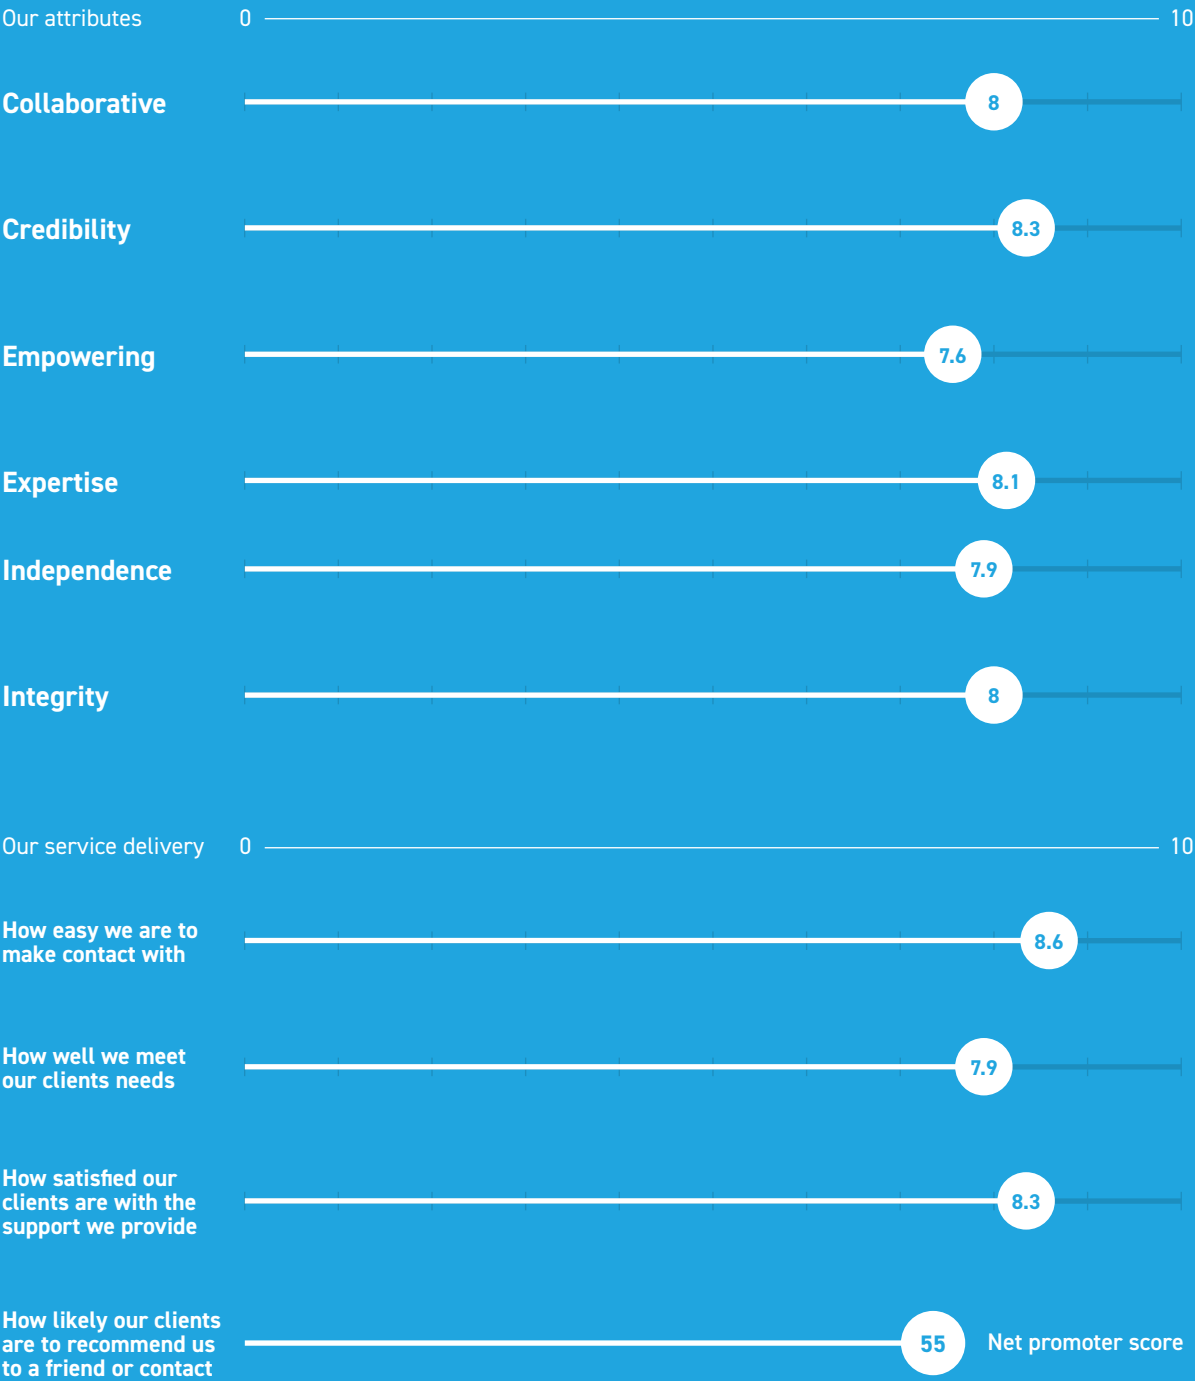 Our attributes 0 10
Collaborative 8
Credibility 8.3
Empowering 7.6
Expertise 8.1
Independence 7.9
Integrity 8
Our service delivery 0 10
How easy we are to
make contact with
8.6
How well we meet
our clients needs
7.9
How satisfied our
clients are with the
support we provide
8.3
How likely our clients
are to recommend us
to a friend or contact
55 Net promoter score